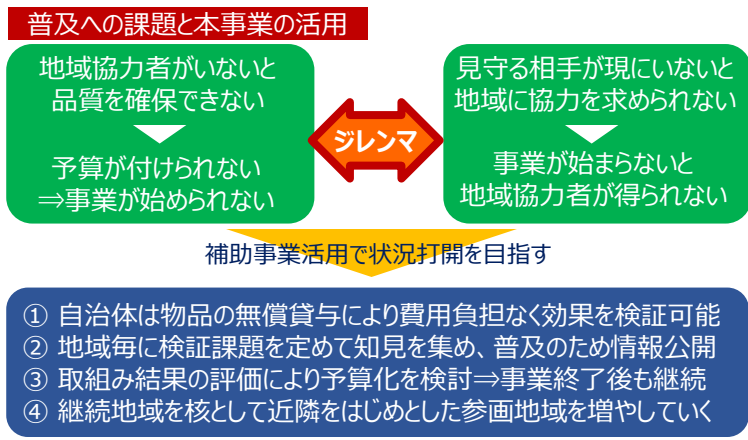 普及への課題と本事業の活用
地域協力者がいないと
品質を確保できない
予算が付けられない
⇒事業が始められない
ジレンマ
見守る相手が現にいないと
地域に協力を求められない
事業が始まらないと
地域協力者が得られない
補助事業活用で状況打開を目指す
① 自治体は物品の無償貸与により費用負担なく効果を検証可能
② 地域毎に検証課題を定めて知見を集め、普及のため情報公開
③ 取組み結果の評価により予算化を検討⇒事業終了後も継続
④ 継続地域を核として近隣をはじめとした参画地域を増やしていく